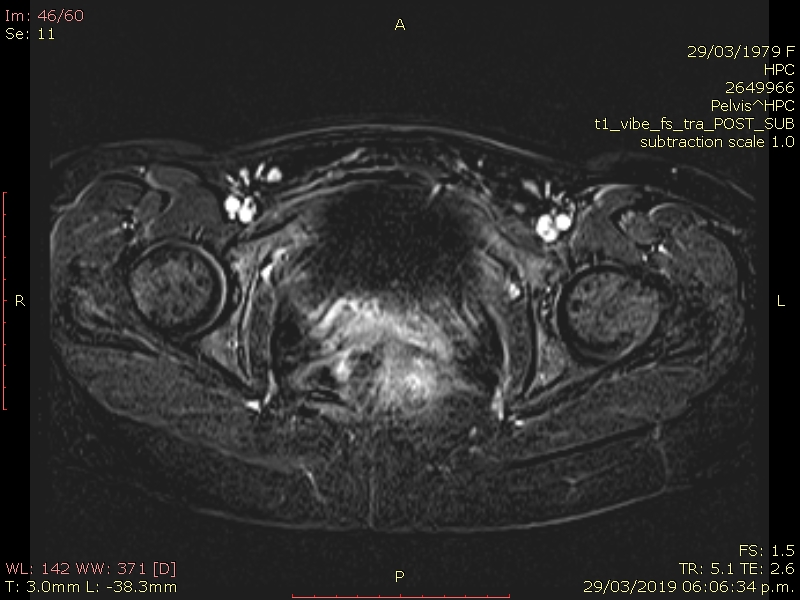 Im: 46/60
Se: 11
A
29/03/1979 F
HPC
2649966
Pelvis^HPC
t1_vibe_fs_tra_POST_SUB
subtraction scale 1.0
R
L
WL: 142 WW: 371 [D]
T: 3.0mm L: -38.3mm
P
FS: 1.5
TR: 5.1 TE: 2.6
29/03/2019 06:06:34 p.m.